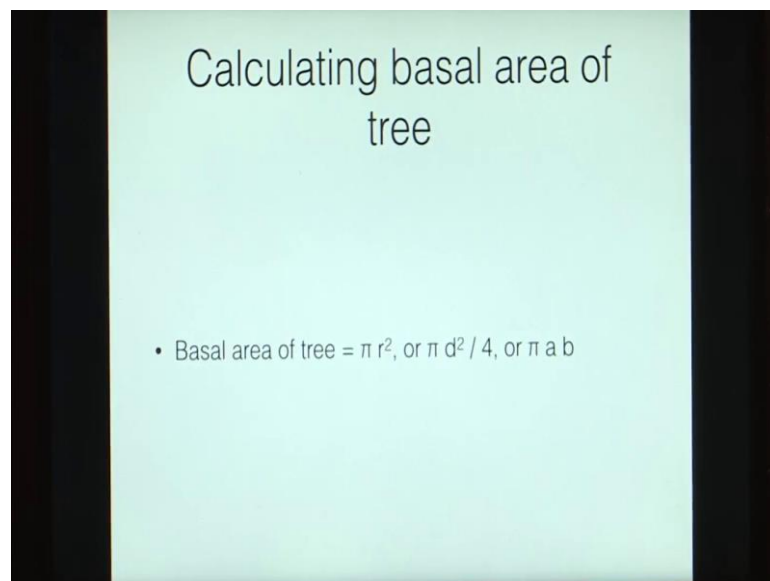 Calculating basal area of
tree
• Basal area of tree = π r², or π d² / 4, or π a b